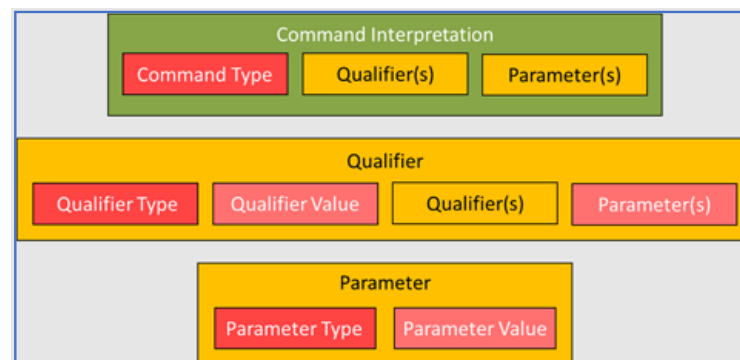 Command Interpretation
Command Type Qualifier(s) Parameter(s)
Qualifier
Qualifier Type Qualifier Value Qualifier(s) Parameter(s)
Parameter
Parameter Type Parameter Value